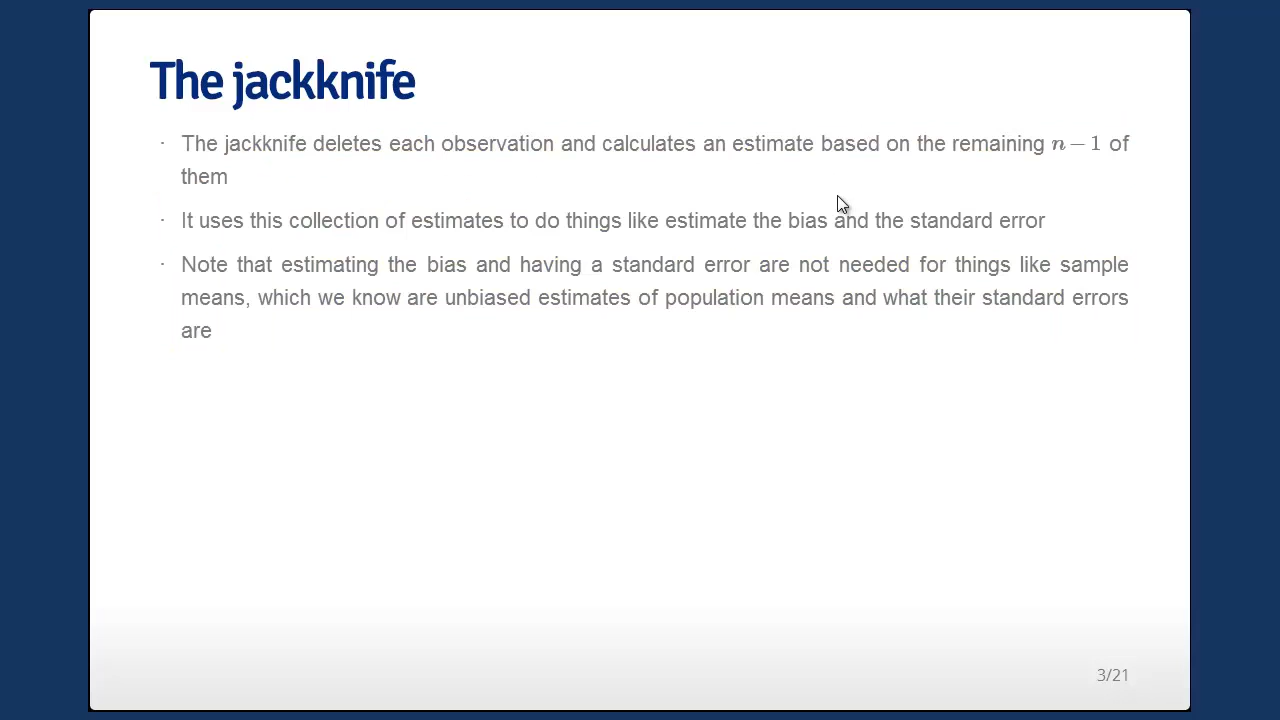 The jackknife
· The jackknife deletes each observation and calculates an estimate based on the remaining n − 1 of
them
· It uses this collection of estimates to do things like estimate the bias and the standard error
· Note that estimating the bias and having a standard error are not needed for things like sample
means, which we know are unbiased estimates of population means and what their standard errors
are
3/21